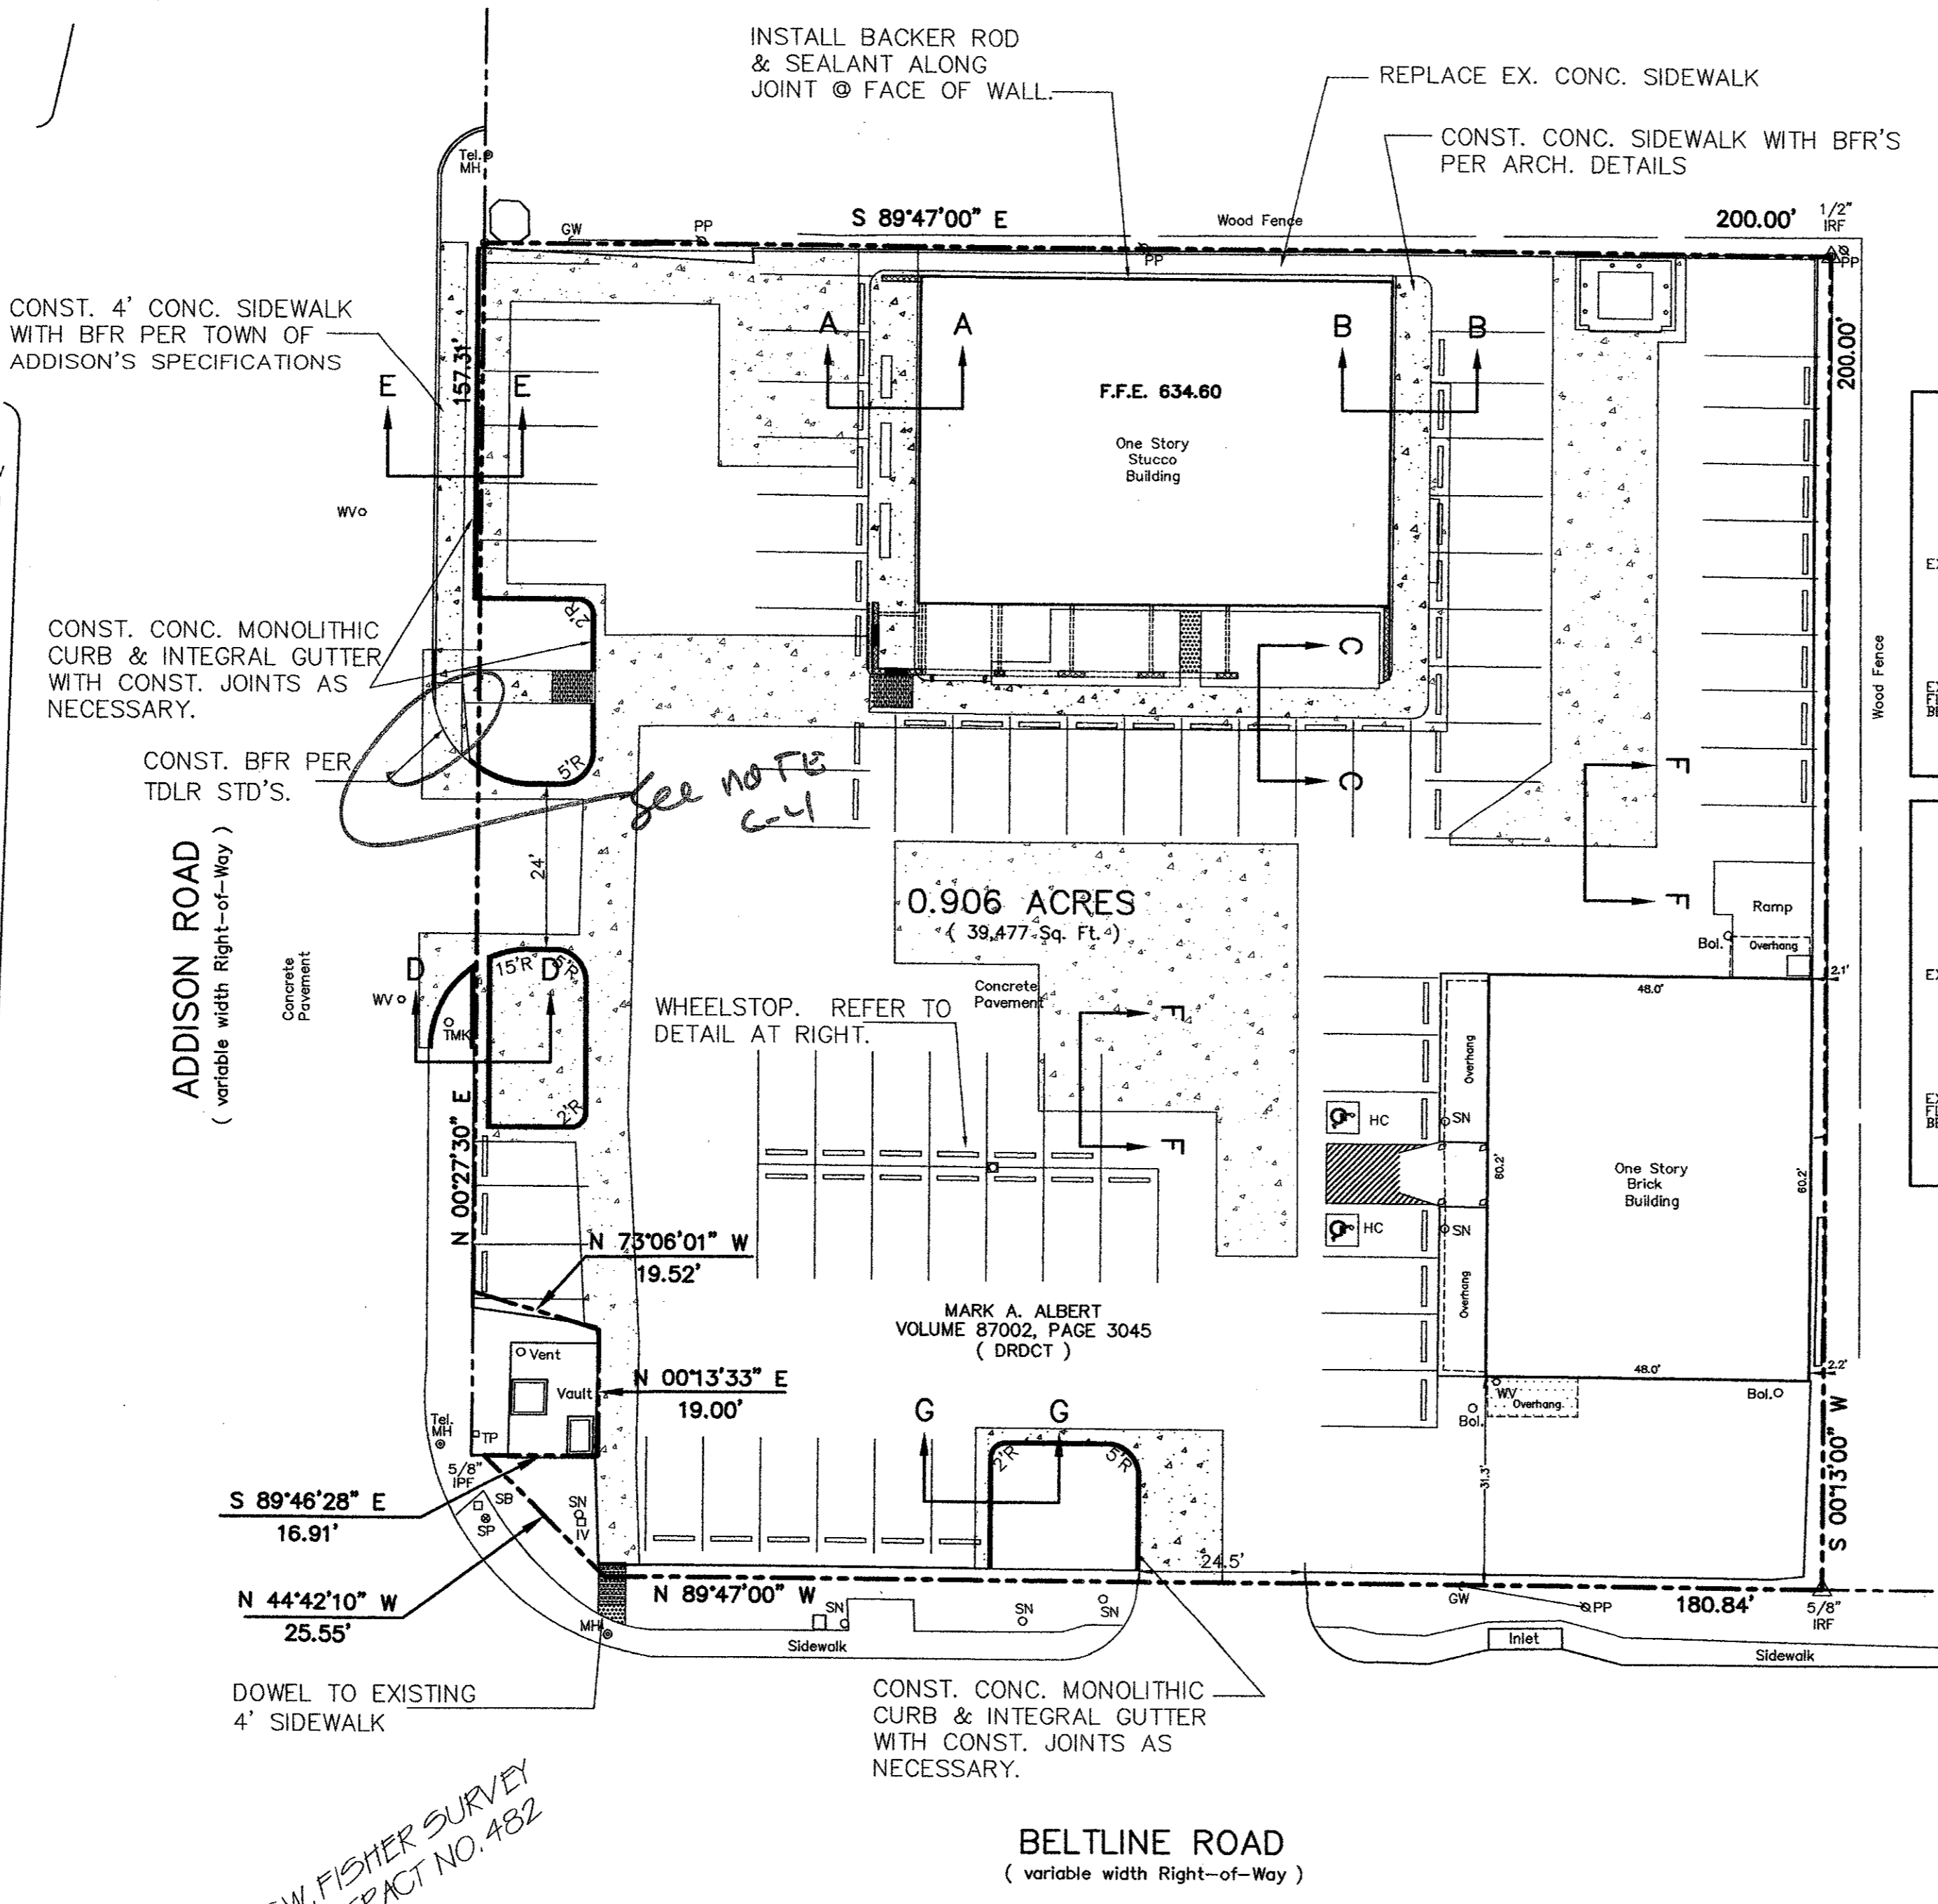 INSTALL BACKER ROD
& SEALANT ALONG
JOINT @ FACE OF WALL.
REPLACE EX. CONC. SIDEWALK
CONST. CONC. SIDEWALK WITH BFR'S
PER ARCH. DETAILS
Tel.
MH
GW
PP
S 89°47'00" E
Wood Fence
200.00'
1/2"
IRF
PP
PP
CONST. 4' CONC. SIDEWALK
WITH BFR PER TOWN OF
ADDISON'S SPECIFICATIONS
157.31'
200.00'
A
A
B
B
E
E
F.F.E. 634.60
One Story
Stucco
Building
WV
CONST. CONC. MONOLITHIC
CURB & INTEGRAL GUTTER
WITH CONST. JOINTS AS
NECESSARY.
2'R
C
C
Wood Fence
CONST. BFR PER
TDLR STD'S.
5'R
See NOTE
C-4
F
F
24'
ADDISON ROAD
( variable width Right-of-Way )
0.906 ACRES
( 39,477 Sq. Ft. )
Ramp
Bol.
Overhang
2.1'
Concrete
Pavement
WV
D
D
15'R
5'R
TMK
2'R
WHEELSTOP. REFER TO
DETAIL AT RIGHT.
Concrete
Pavement
F
F
48.0'
Overhang
HC
SN
60.2'
60.2'
One Story
Brick
Building
HC
SN
Overhang
N 00°27'30" E
N 73°06'01" W
19.52'
MARK A. ALBERT
VOLUME 87002, PAGE 3045
( DRDCT )
Vent
Vault
N 00°13'33" E
19.00'
48.0'
2.2'
WV
Overhang
Bol.
Bol.
Tel.
MH
TP
5/8"
IPF
G
G
2'R
5'R
31.3'
S 00°13'00" W
S 89°46'28" E
16.91'
SB
SP
SN
IV
24.5'
N 44°42'10" W
25.55'
N 89°47'00" W
GW
PP
180.84'
5/8"
IRF
MH
SN
SN
SN
Sidewalk
Inlet
Sidewalk
DOWEL TO EXISTING
4' SIDEWALK
CONST. CONC. MONOLITHIC
CURB & INTEGRAL GUTTER
WITH CONST. JOINTS AS
NECESSARY.
W. FISHER SURVEY
NO. 482
BELTLINE ROAD
( variable width Right-of-Way )